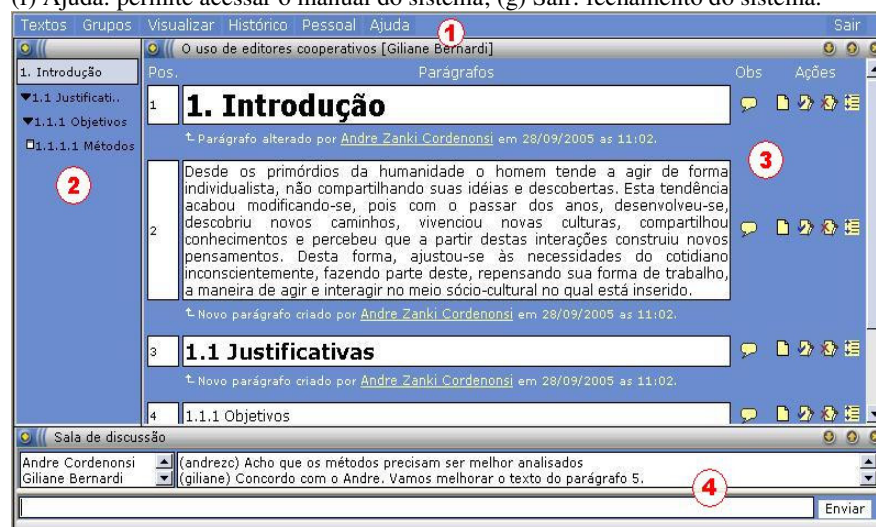 (f) Ajuda: permite acessar o manual do sistema; (g) Sair: fechamento do sistema.
Textos Grupos Visualizar Histórico Pessoal Ajuda Sair
1
O uso de editores cooperativos [Giliane Bernardi]
1. Introdução
▼1.1 Justificati..
▼1.1.1 Objetivos
1.1.1.1 Métodos
2
Pos. Parágrafos Obs Ações
1 1. Introdução
Parágrafo alterado por Andre Zanki Cordenonsi em 28/09/2005 as 11:02.
3
2
Desde os primórdios da humanidade o homem tende a agir de forma
individualista, não compartilhando suas idéias e descobertas. Esta tendência
acabou modificando-se, pois com o passar dos anos, desenvolveu-se,
descobriu novos caminhos, vivenciou novas culturas, compartilhou
conhecimentos e percebeu que a partir destas interações construiu novos
pensamentos. Desta forma, ajustou-se às necessidades do cotidiano
inconscientemente, fazendo parte deste, repensando sua forma de trabalho,
a maneira de agir e interagir no meio sócio-cultural no qual está inserido.
Novo parágrafo criado por Andre Zanki Cordenonsi em 28/09/2005 as 11:02.
3 1.1 Justificativas
Novo parágrafo criado por Andre Zanki Cordenonsi em 28/09/2005 as 11:02.
4 1.1.1 Objetivos
Sala de discussão
Andre Cordenonsi
Giliane Bernardi
(andrezc) Acho que os métodos precisam ser melhor analisados
(giliane) Concordo com o Andre. Vamos melhorar o texto do parágrafo 5.
4
Enviar